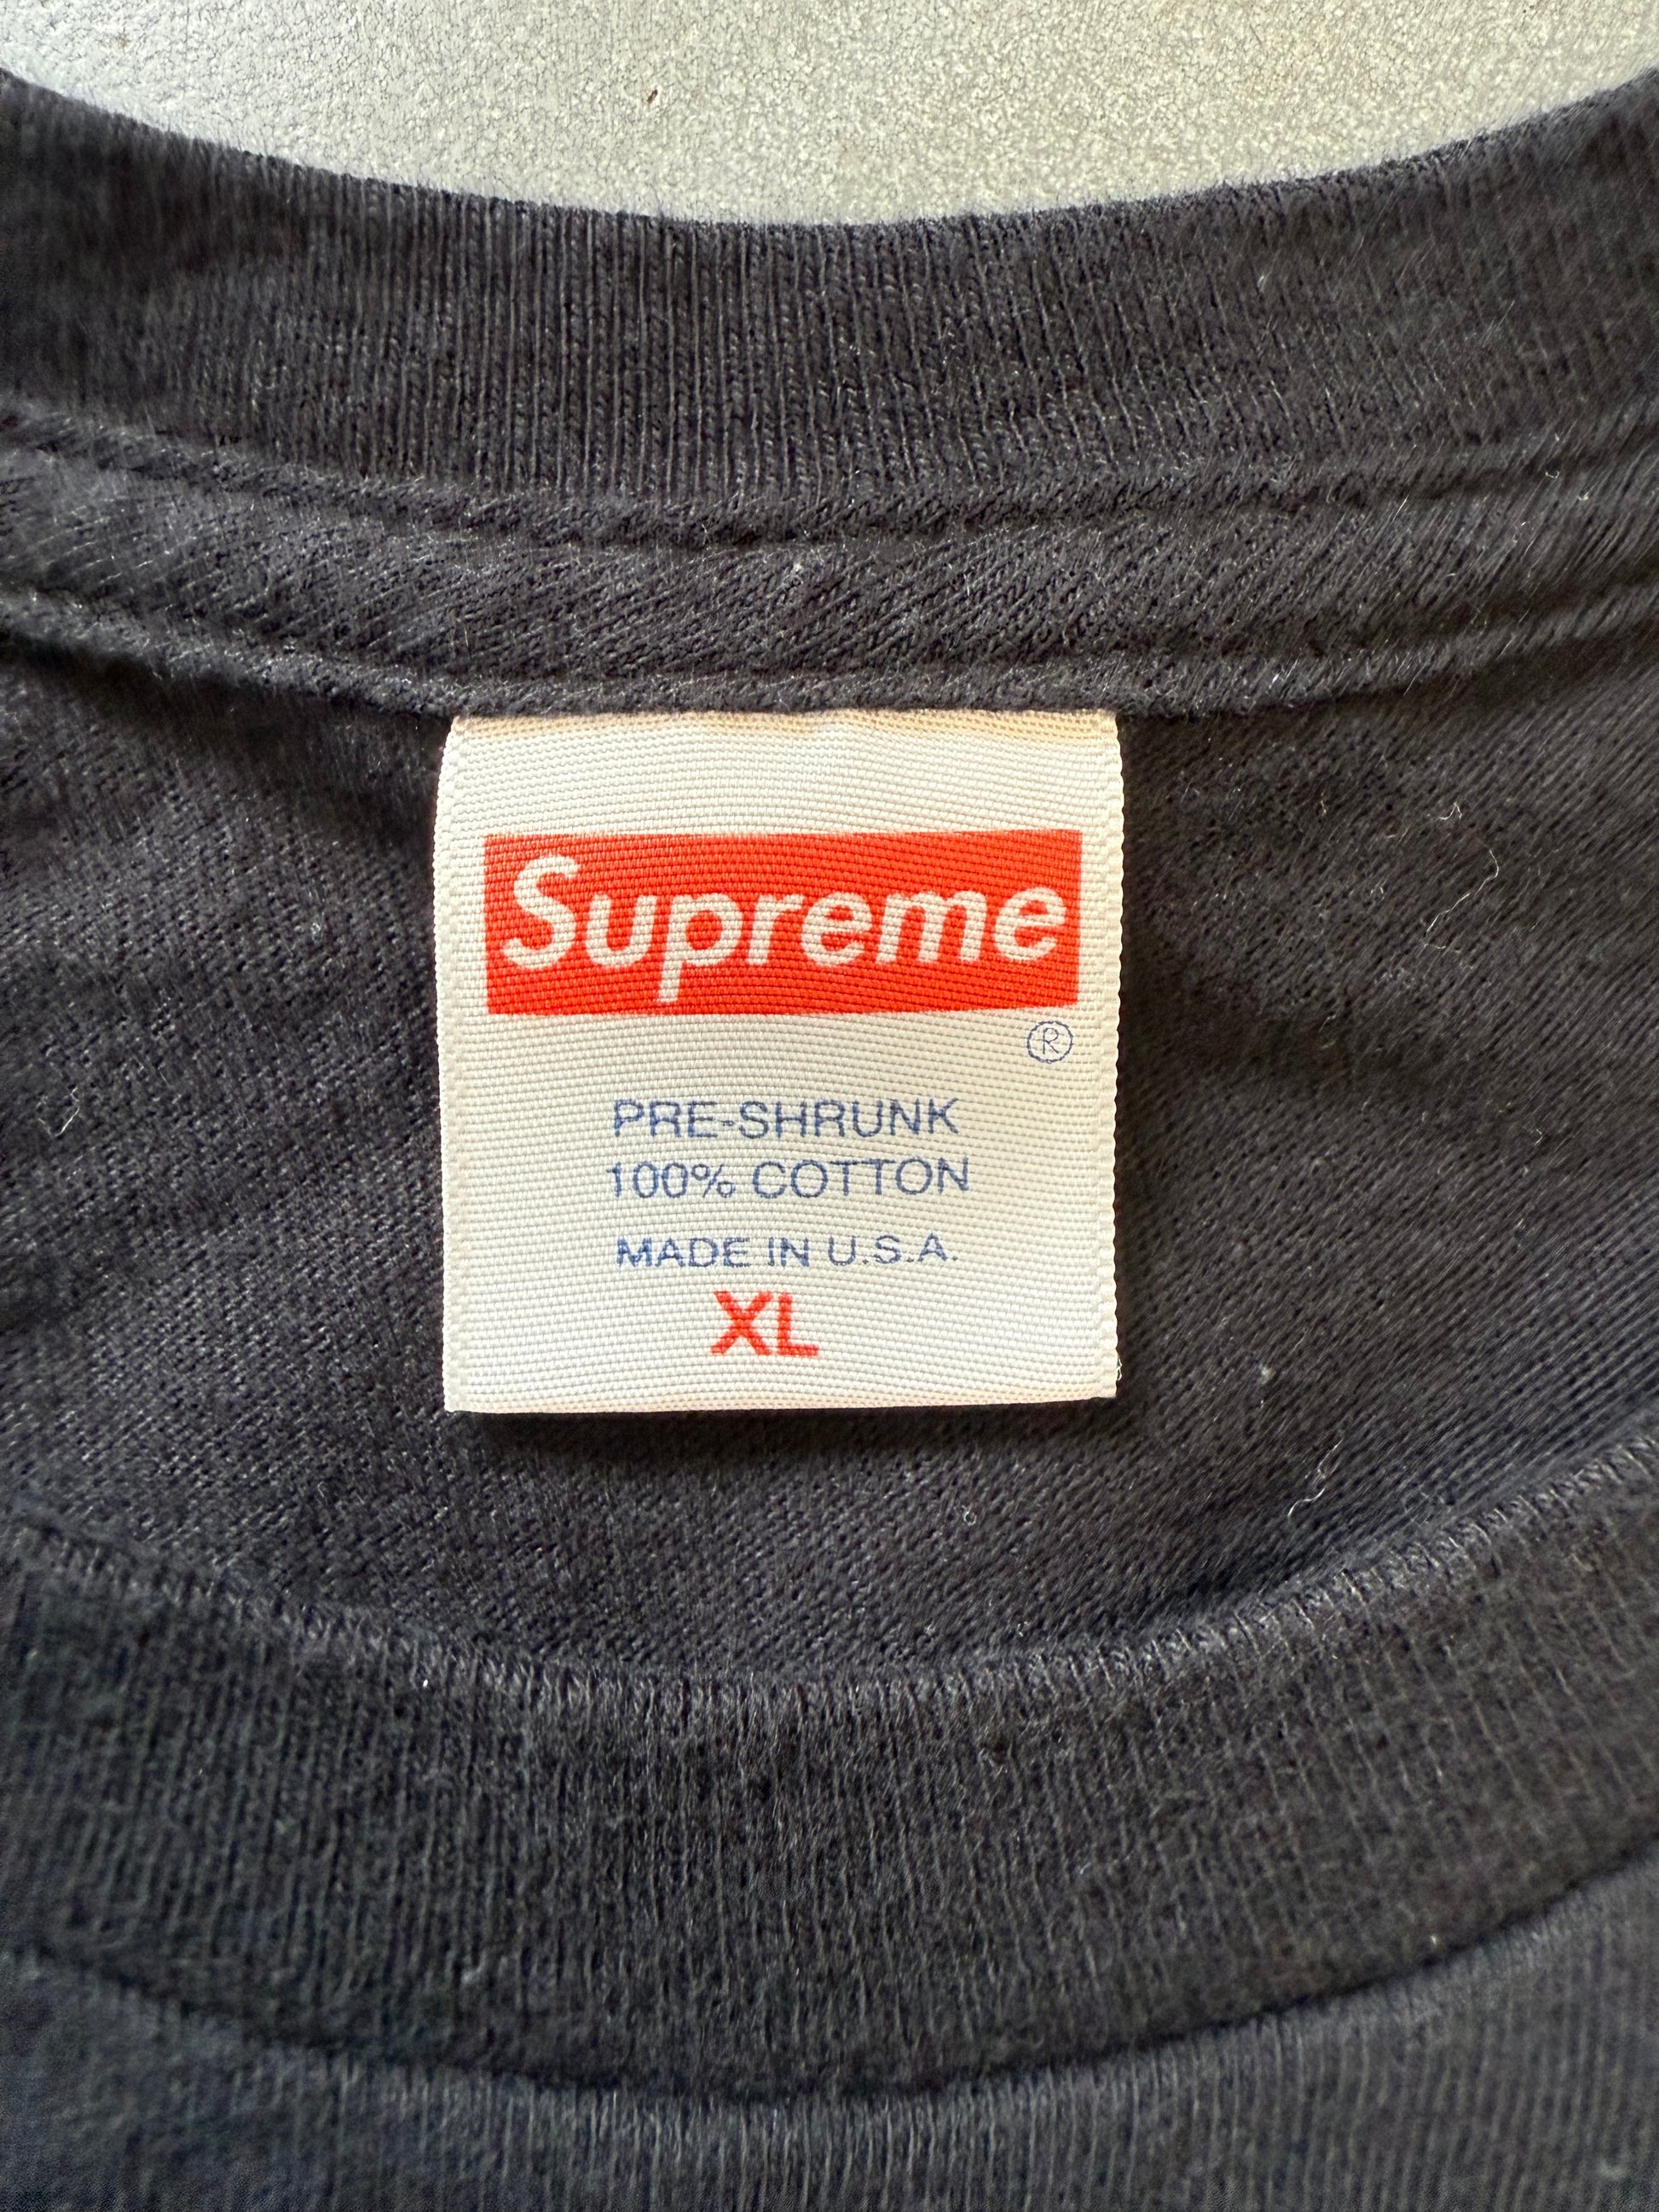 Supreme
®
PRE-SHRUNK
100% COTTON
MADE IN U.S.A.
XL